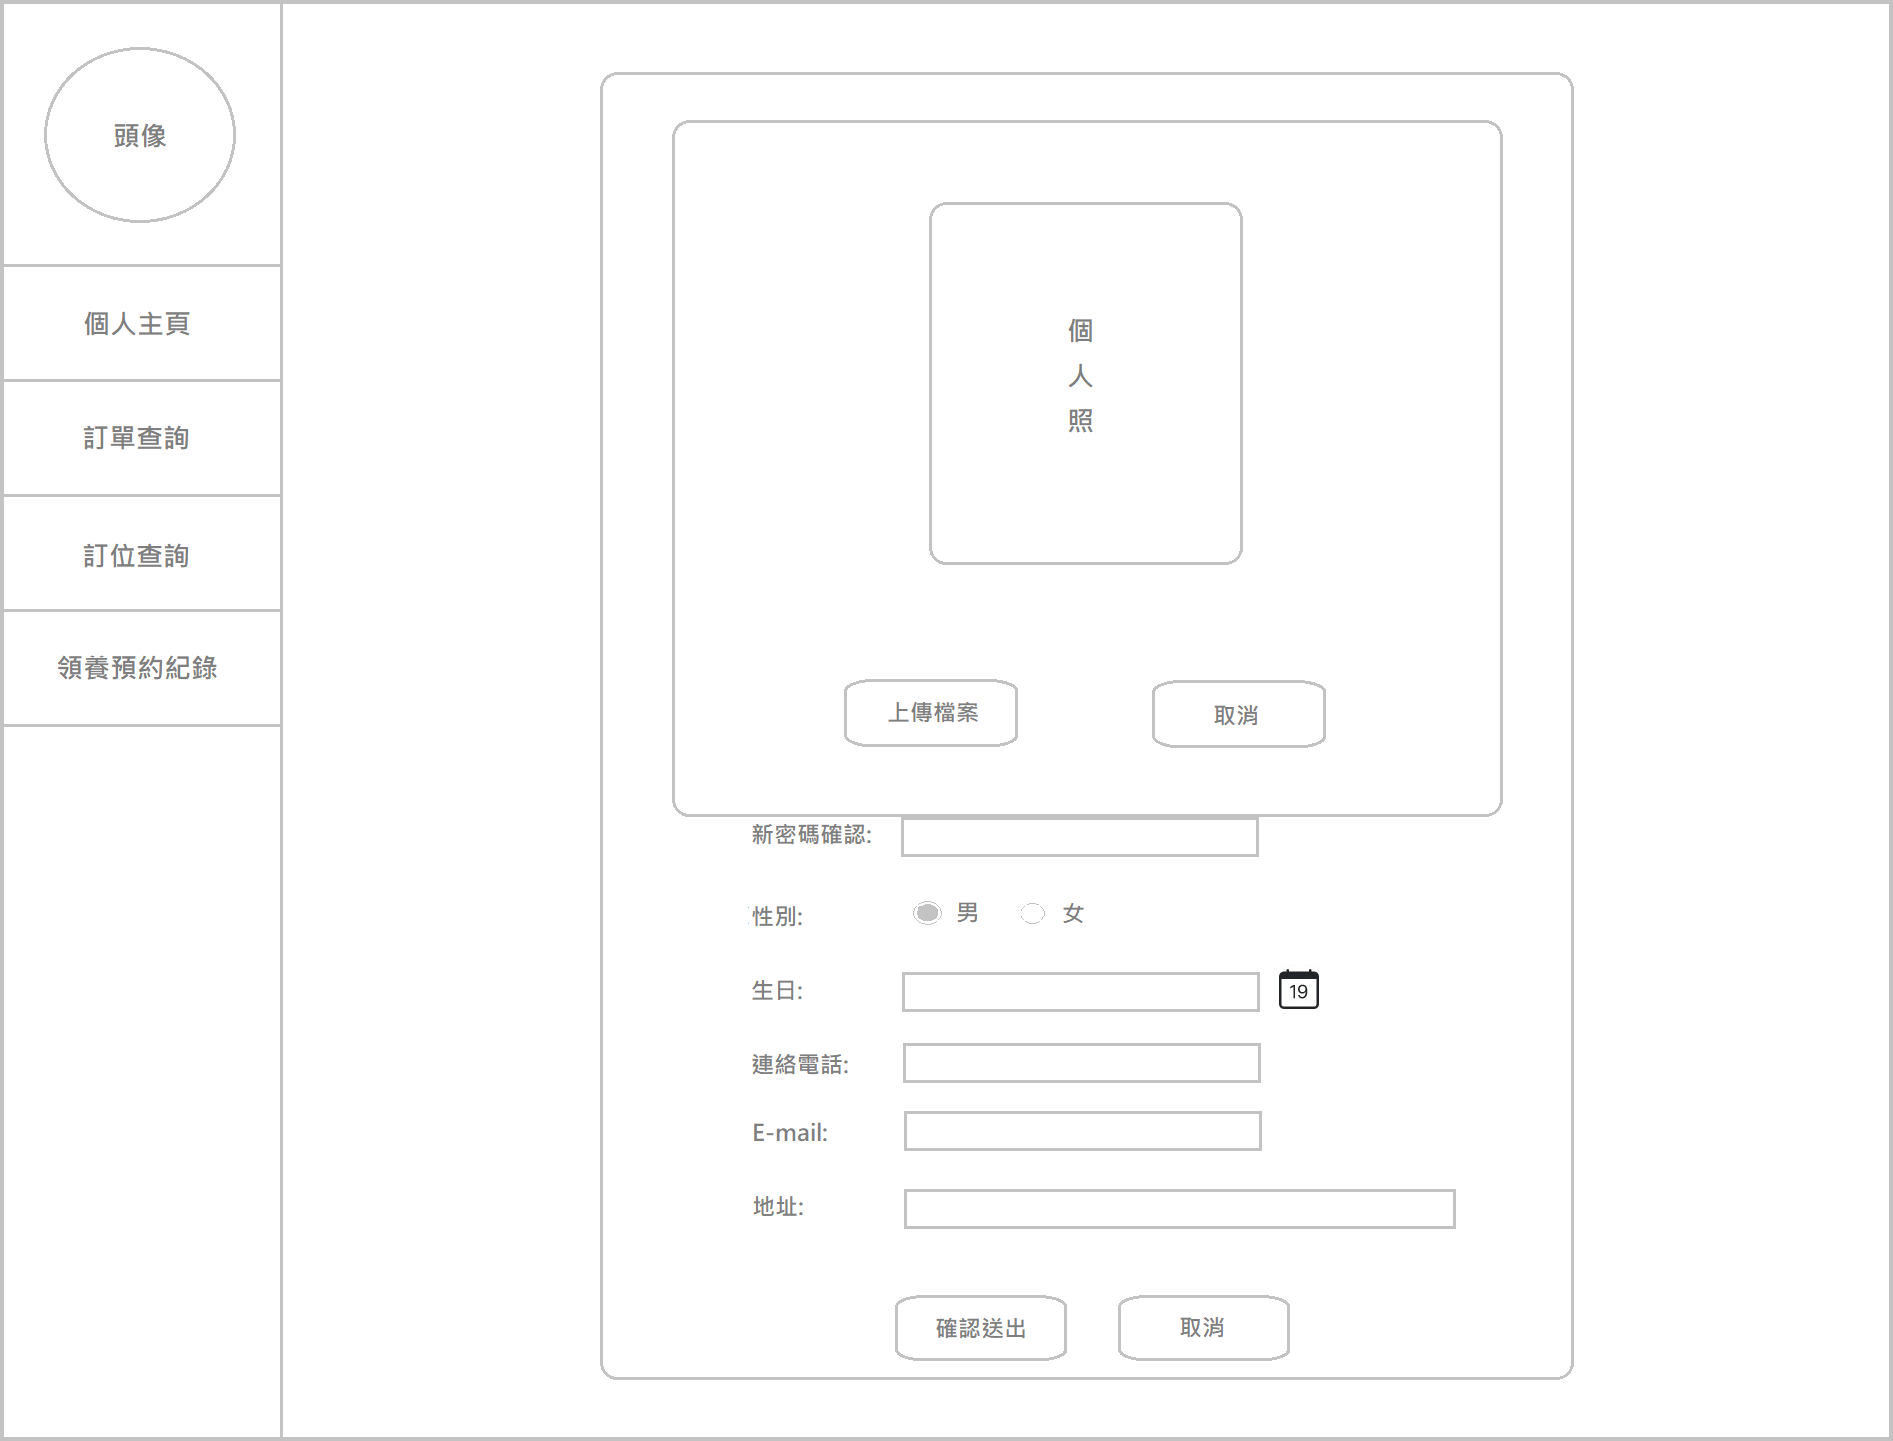 頭像
個人主頁
訂單查詢
訂位查詢
領養預約紀錄
個
人
照
上傳檔案
取消
新密碼確認:
性別:
男
女
生日:
19
連絡電話:
E-mail:
地址:
確認送出
取消